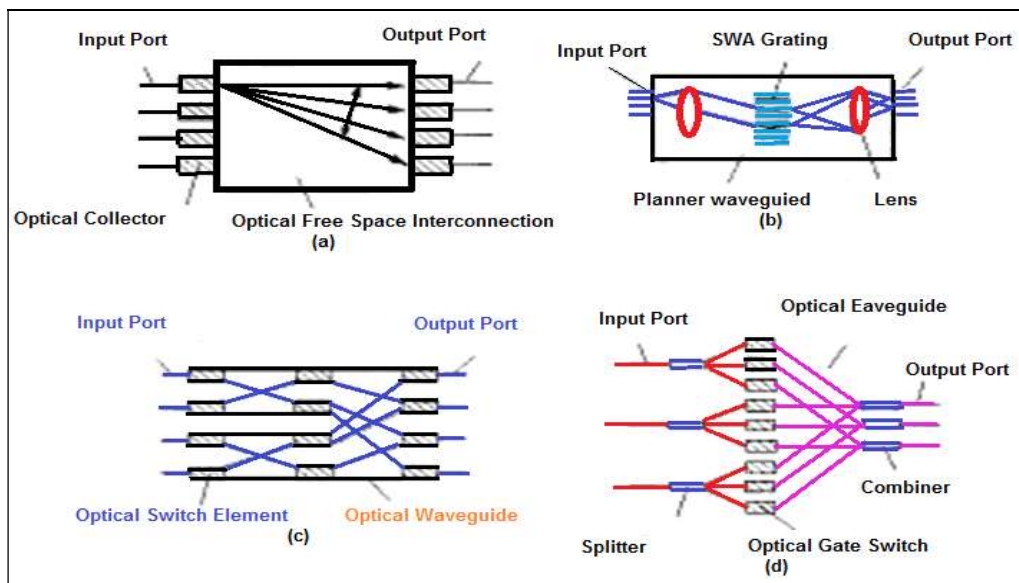 Input Port
Output Port
Optical Collector
Optical Free Space Interconnection
(a)
SWA Grating
Input Port
Output Port
Planner waveguied
Lens
(b)
Input Port
Output Port
Optical Switch Element
Optical Waveguide
(c)
Optical Eaveguide
Input Port
Output Port
Combiner
Splitter
Optical Gate Switch
(d)